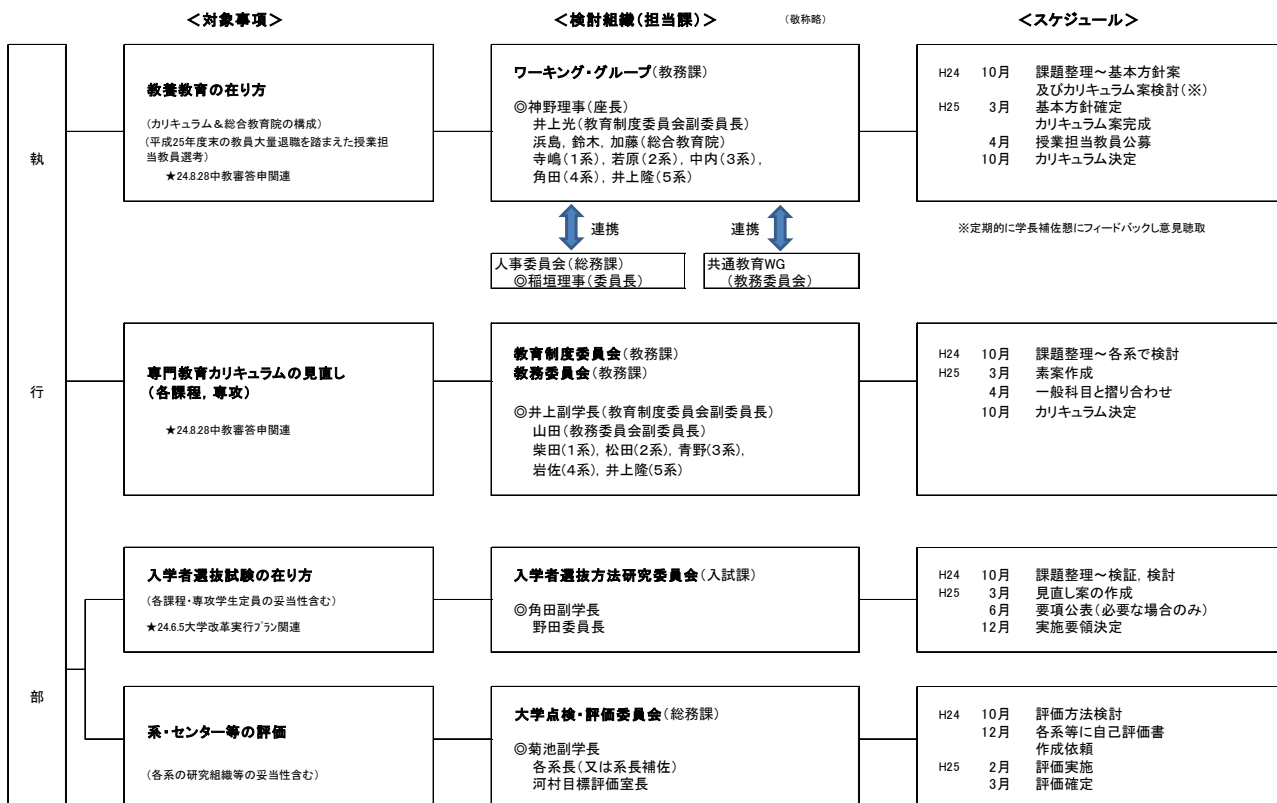 ＜対象事項＞
＜検討組織(担当課)＞
(敬称略)
＜スケジュール＞
執
行
部
教養教育の在り方
(カリキュラム＆総合教育院の構成)
(平成25年度末の教員大量退職を踏まえた授業担
当教員選考)
★24.8.28中教審答申関連
ワーキング・グループ(教務課)
◎神野理事(座長)
井上光(教育制度委員会副委員長)
浜島, 鈴木, 加藤(総合教育院)
寺嶋(1系), 若原(2系), 中内(3系),
角田(4系), 井上隆(5系)
H24 10月 課題整理～基本方針案
及びカリキュラム案検討(※)
H25 3月 基本方針確定
カリキュラム案完成
4月 授業担当教員公募
10月 カリキュラム決定
連携
連携
※定期的に学長補佐懇にフィードバックし意見聴取
人事委員会(総務課)
◎稲垣理事(委員長)
共通教育WG
(教務委員会)
専門教育カリキュラムの見直し
(各課程, 専攻)
★24.8.28中教審答申関連
教育制度委員会(教務課)
教務委員会(教務課)
◎井上副学長(教育制度委員会副委員長)
山田(教務委員会副委員長)
柴田(1系), 松田(2系), 青野(3系),
岩佐(4系), 井上隆(5系)
H24 10月 課題整理～各系で検討
H25 3月 素案作成
4月 一般科目と摺り合わせ
10月 カリキュラム決定
入学者選抜試験の在り方
(各課程・専攻学生定員の妥当性含む)
★24.6.5大学改革実行プラン関連
入学者選抜方法研究委員会(入試課)
◎角田副学長
野田委員長
H24 10月 課題整理～検証, 検討
H25 3月 見直し案の作成
6月 要項公表(必要な場合のみ)
12月 実施要領決定
系・センター等の評価
(各系の研究組織等の妥当性含む)
大学点検・評価委員会(総務課)
◎菊池副学長
各系長(又は系長補佐)
河村目標評価室長
H24 10月 評価方法検討
12月 各系等に自己評価書
作成依頼
H25 2月 評価実施
3月 評価確定